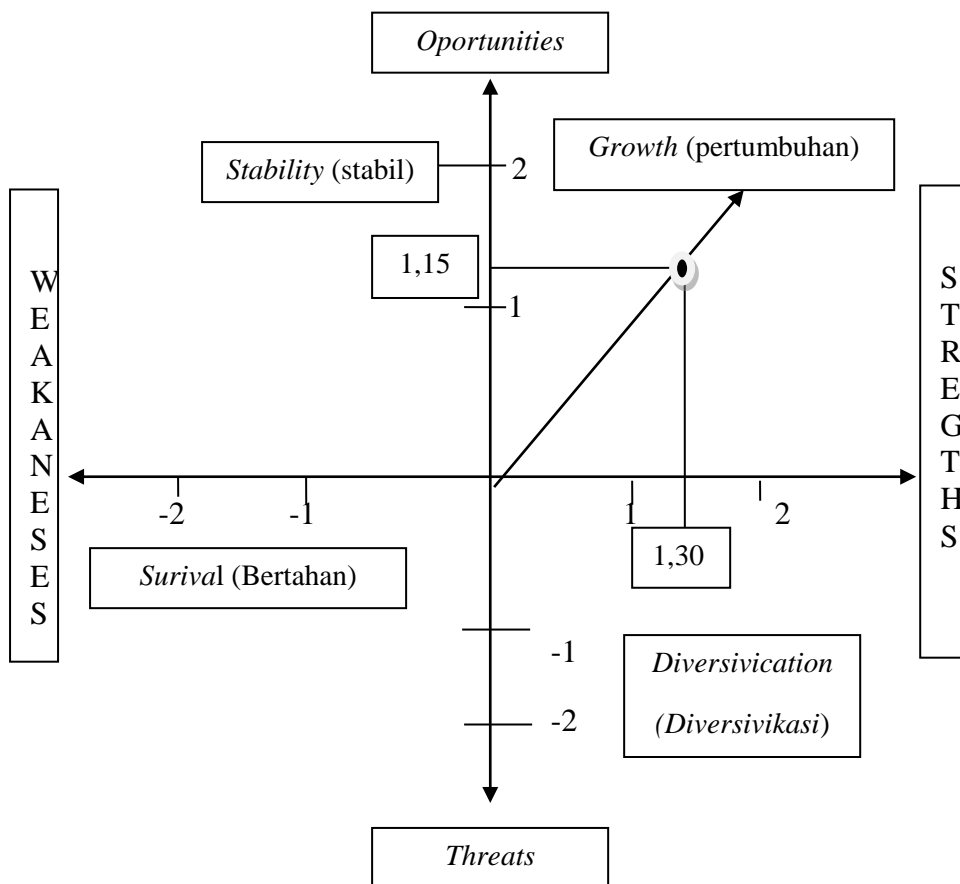 Oportunities
Growth (pertumbuhan)
Stability (stabil)
2
1,15
1
W
E
A
K
A
N
E
S
E
S
S
T
R
E
G
T
H
S
-2
-1
1
2
1,30
Surival (Bertahan)
-1
-2
Diversivication
(Diversivikasi)
Threats